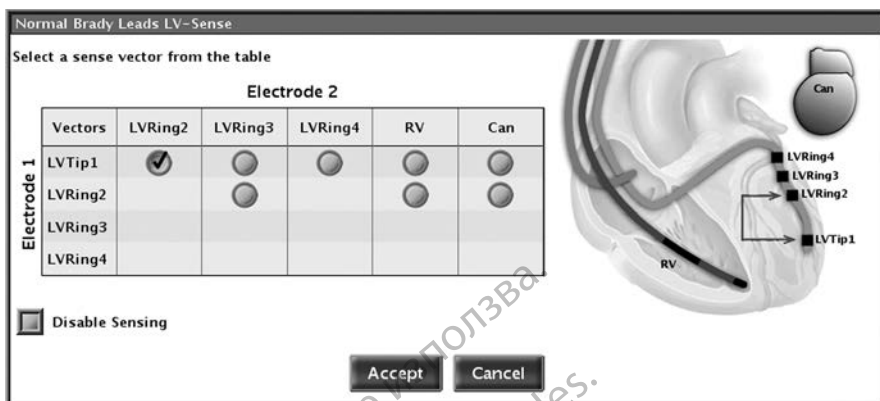 Normal Brady Leads LV-Sense
Select a sense vector from the table
Electrode 2
Electrode 1
Vectors LVRing2 LVRing3 LVRing4 RV Can
LVTip1
LVRing2
LVRing3
LVRing4
Disable Sensing
Accept Cancel
Can
LVRing4
LVRing3
LVRing2
LVTip1
RV
използва.